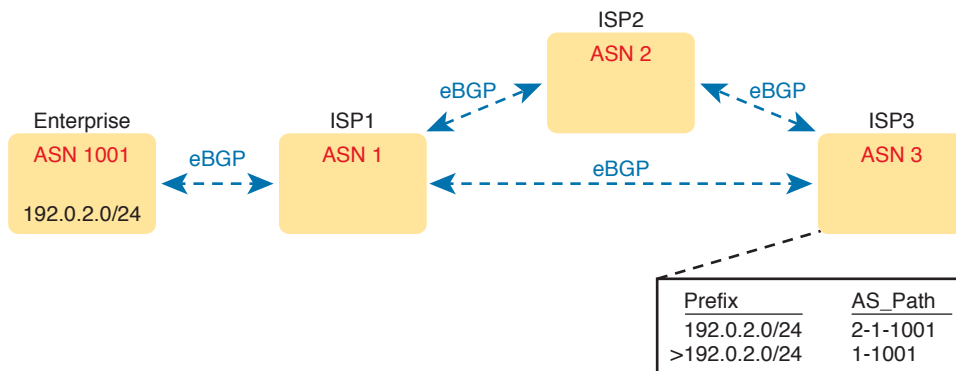 ISP2
ASN 2
eBGP
eBGP
Enterprise
ISP1
ISP3
ASN 1001
eBGP
ASN 1
eBGP
ASN 3
192.0.2.0/24
Prefix AS_Path
192.0.2.0/24 2-1-1001
>192.0.2.0/24 1-1001